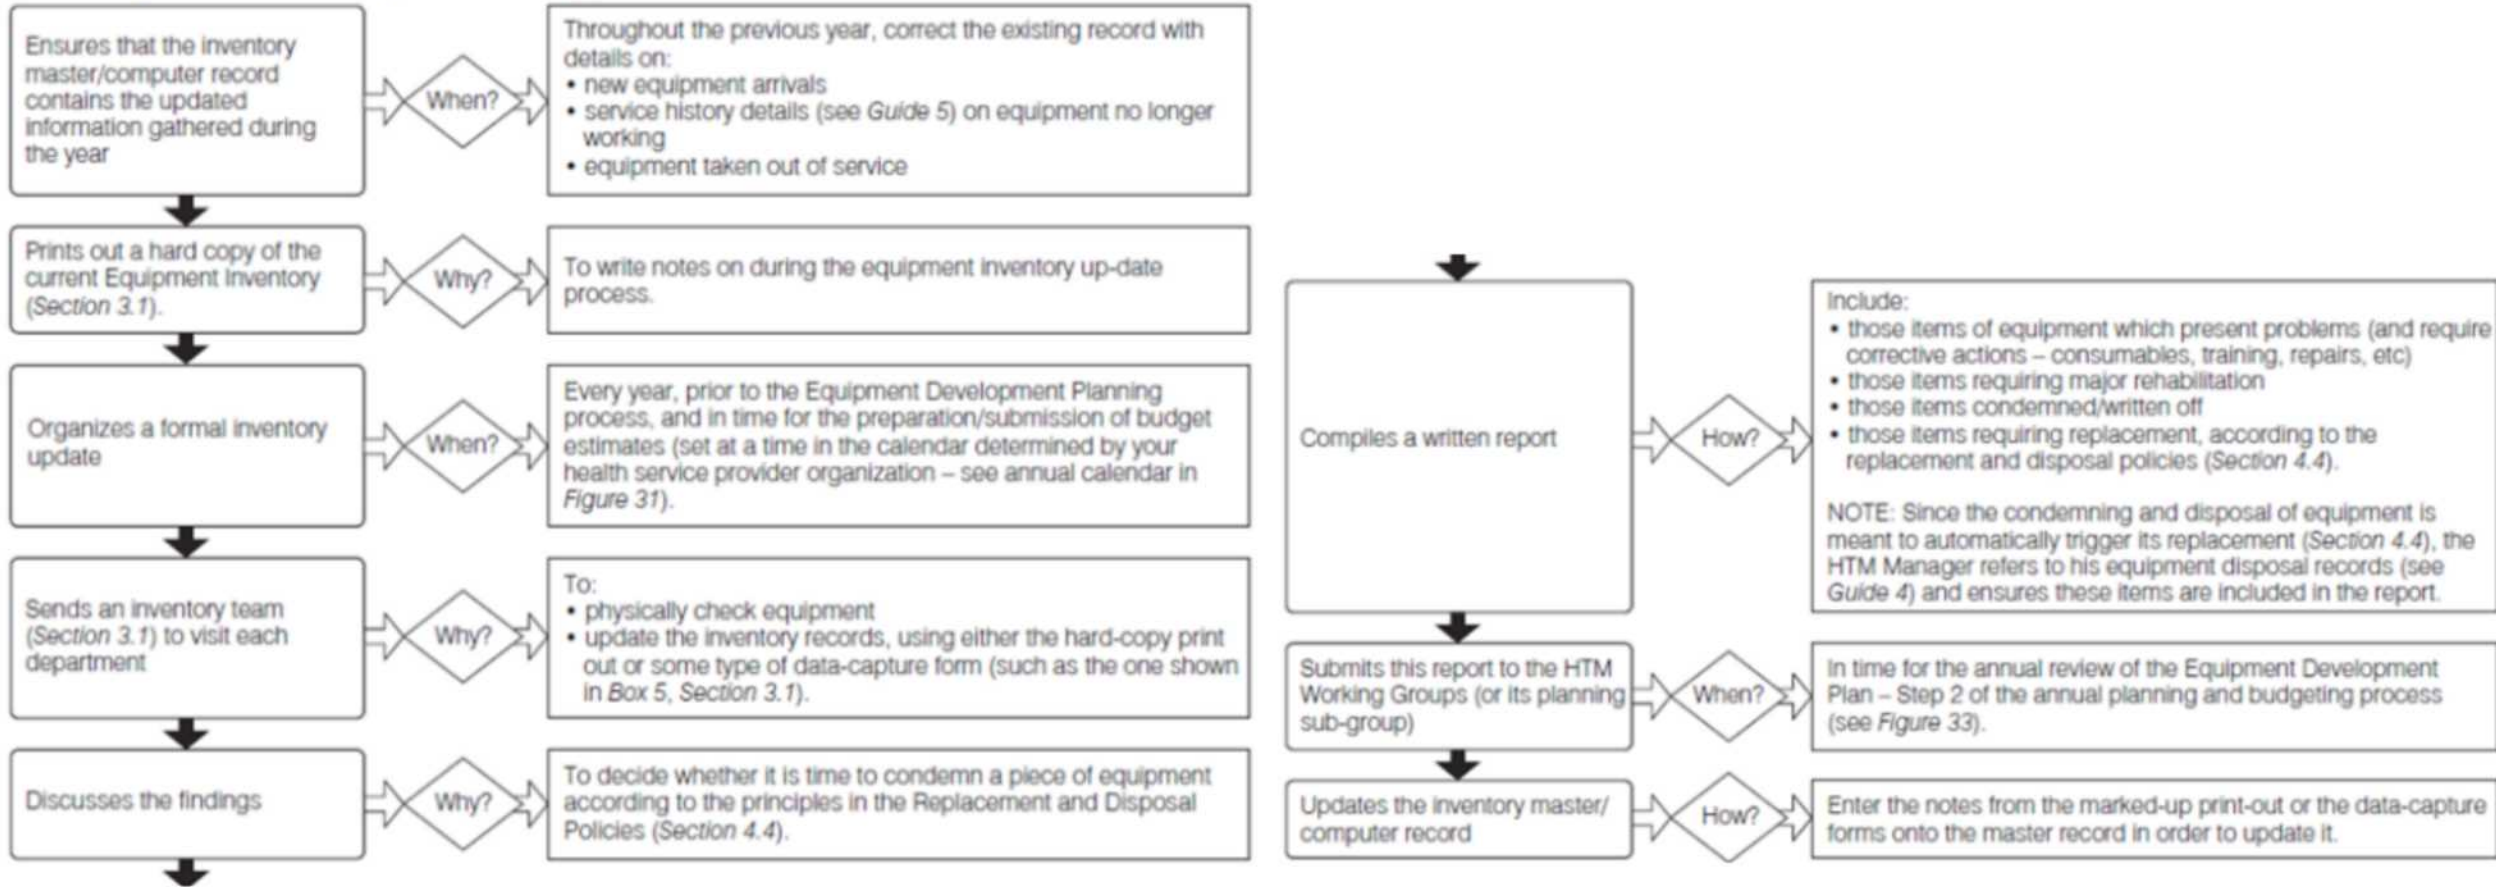 Ensures that the inventory
master/computer record
contains the updated
information gathered during
the year
When?
Throughout the previous year, correct the existing record with
details on:
• new equipment arrivals
• service history details (see Guide 5) on equipment no longer
working
• equipment taken out of service
Prints out a hard copy of the
current Equipment Inventory
(Section 3.1).
Why?
To write notes on during the equipment inventory up-date
process.
Organizes a formal inventory
update
When?
Every year, prior to the Equipment Development Planning
process, and in time for the preparation/submission of budget
estimates (set at a time in the calendar determined by your
health service provider organization – see annual calendar in
Figure 31).
Sends an inventory team
(Section 3.1) to visit each
department
Why?
To:
• physically check equipment
• update the inventory records, using either the hard-copy print
out or some type of data-capture form (such as the one shown
in Box 5, Section 3.1).
Discusses the findings
Why?
To decide whether it is time to condemn a piece of equipment
according to the principles in the Replacement and Disposal
Policies (Section 4.4).
Compiles a written report
How?
Include:
• those items of equipment which present problems (and require
corrective actions – consumables, training, repairs, etc)
• those items requiring major rehabilitation
• those items condemned/written off
• those items requiring replacement, according to the
replacement and disposal policies (Section 4.4).
NOTE: Since the condemning and disposal of equipment is
meant to automatically trigger its replacement (Section 4.4), the
HTM Manager refers to his equipment disposal records (see
Guide 4) and ensures these items are included in the report.
Submits this report to the HTM
Working Groups (or its planning
sub-group)
When?
In time for the annual review of the Equipment Development
Plan – Step 2 of the annual planning and budgeting process
(see Figure 33).
Updates the inventory master/
computer record
How?
Enter the notes from the marked-up print-out or the data-capture
forms onto the master record in order to update it.